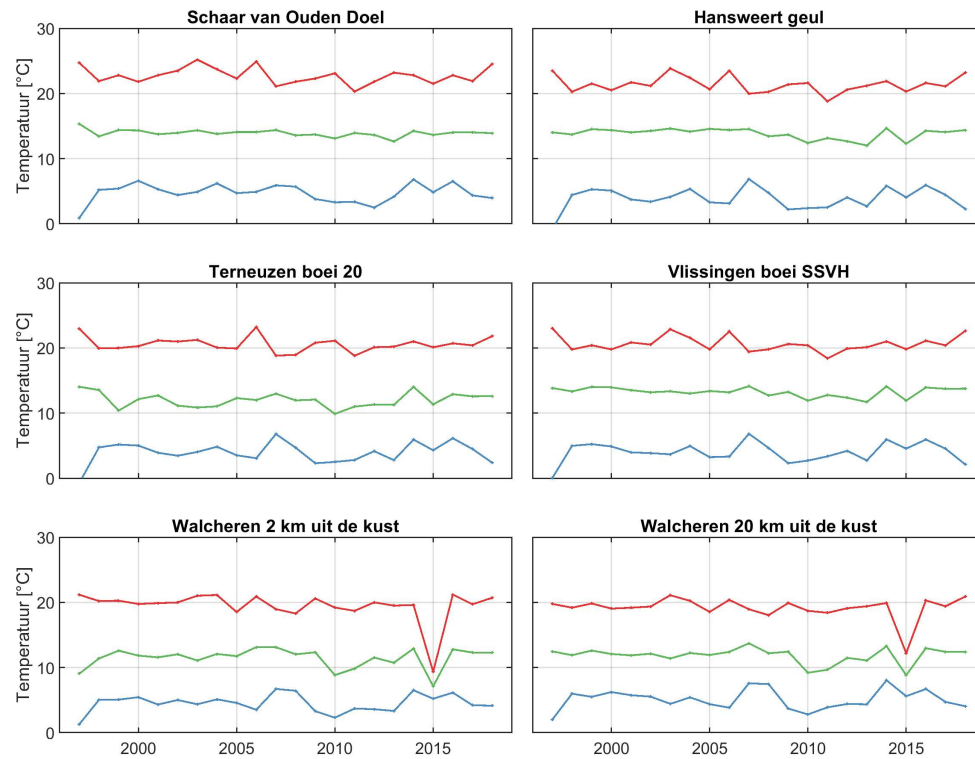 Schaar van Ouden Doel
Hansweert geul
30
20
10
0
Temperatuur [°C]
Terneuzen boei 20
Vlissingen boei SSVH
30
20
10
0
Temperatuur [°C]
Walcheren 2 km uit de kust
Walcheren 20 km uit de kust
30
20
10
0
Temperatuur [°C]
2000 2005 2010 2015
2000 2005 2010 2015